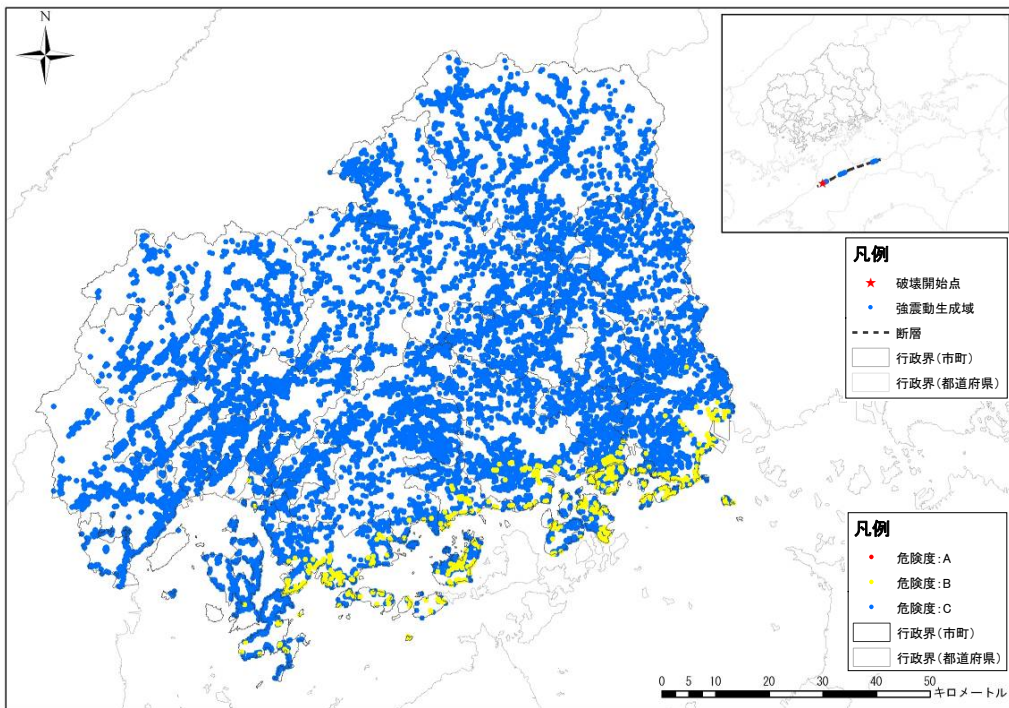 N
凡例
破壊開始点
強震動生成域
断層
行政界(市町)
行政界(都道府県)
凡例
危険度:A
危険度:B
危険度:C
行政界(市町)
行政界(都道府県)
0 5 10 20 30 40 50
キロメートル